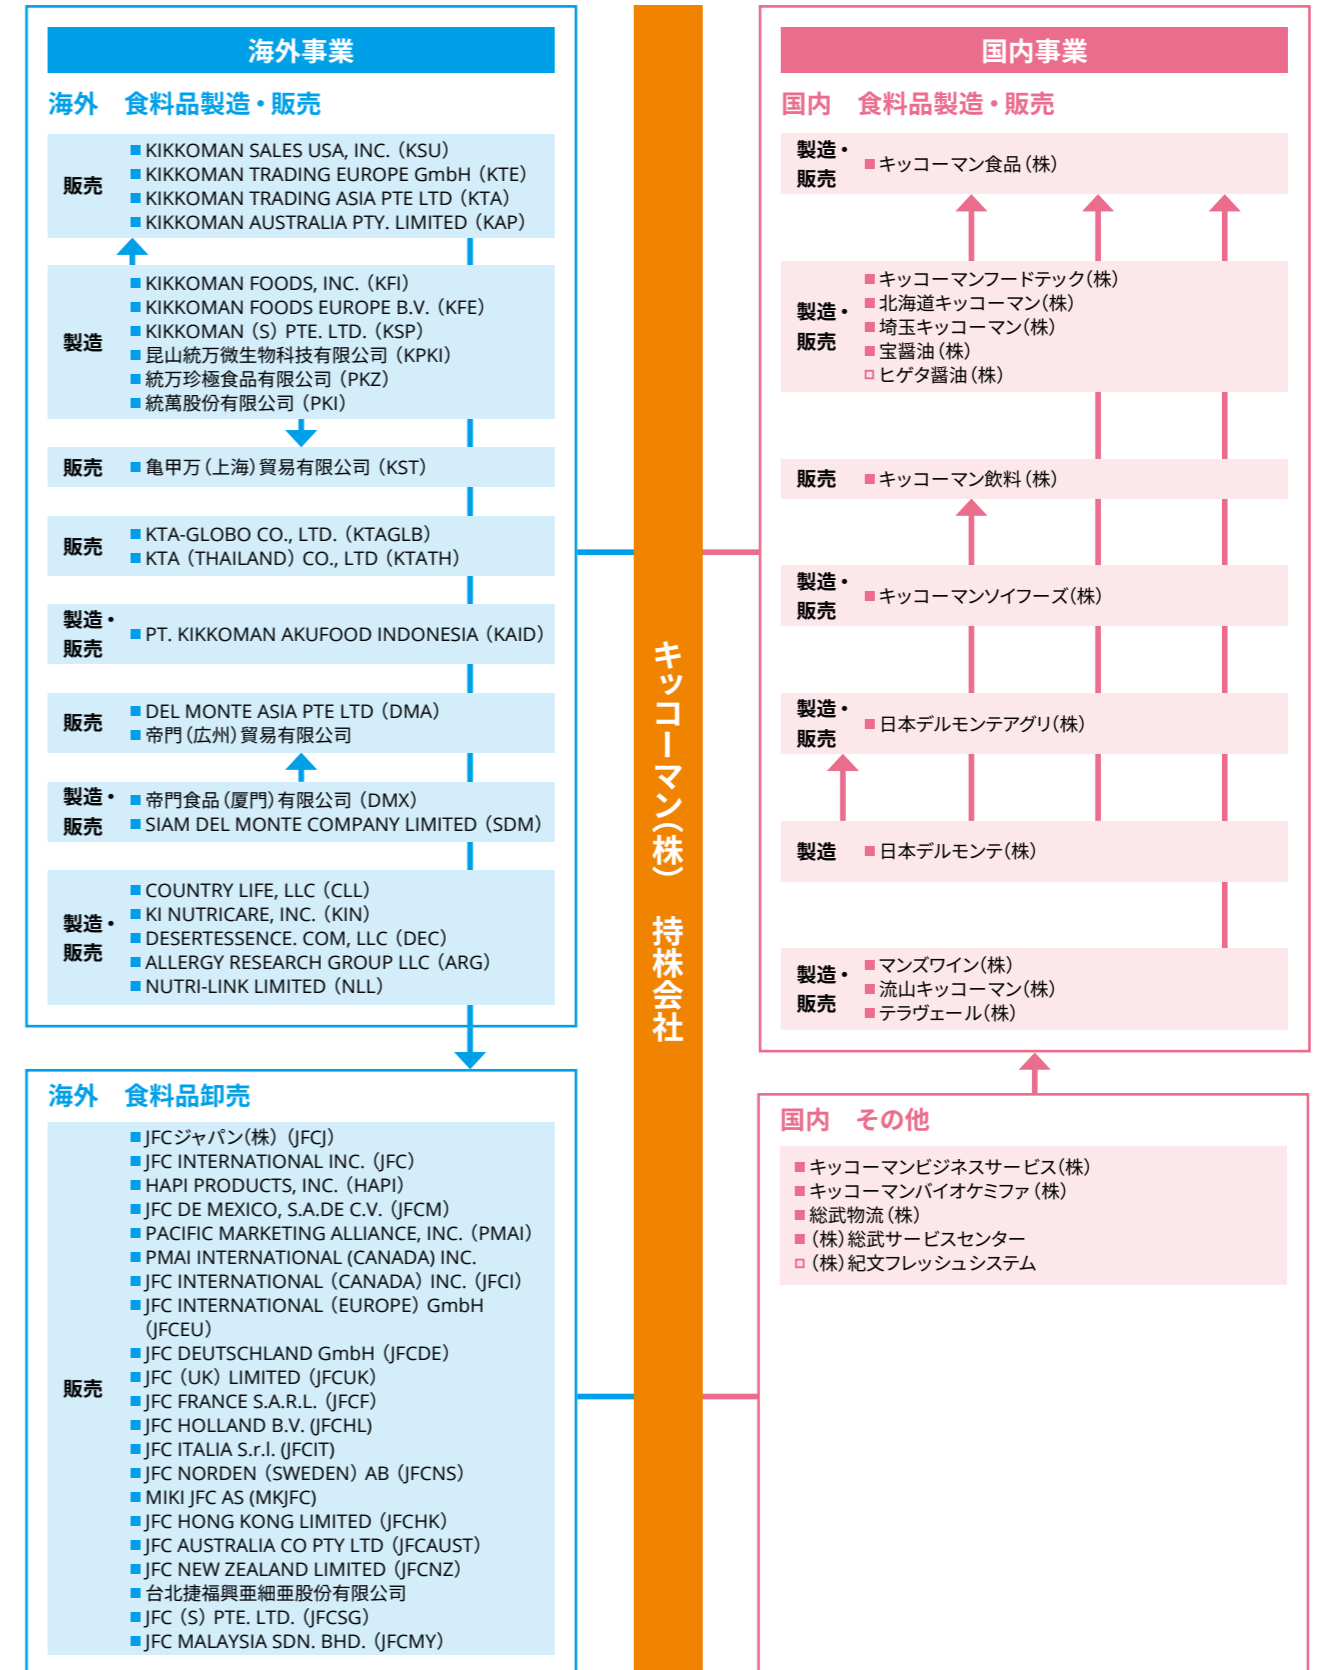 海外事業
海外 食料品製造・販売
販売
■KIKKOMAN SALES USA, INC.（KSU）
■KIKKOMAN TRADING EUROPE GmbH（KTE）
■KIKKOMAN TRADING ASIA PTE LTD（KTA）
■KIKKOMAN AUSTRALIA PTY. LIMITED（KAP）
製造
■KIKKOMAN FOODS, INC.（KFI）
■KIKKOMAN FOODS EUROPE B.V.（KFE）
■KIKKOMAN（S）PTE. LTD.（KSP）
■昆山統万微生物科技有限公司（KPKI）
■統万珍極食品有限公司（PKZ）
■統萬股份有限公司（PKI）
販売
■亀甲万（上海）貿易有限公司（KST）
販売
■KTA-GLOBO CO., LTD.（KTAGLB）
■KTA（THAILAND）CO., LTD（KTATH）
製造・
販売
■PT. KIKKOMAN AKUFOOD INDONESIA（KAID）
販売
■DEL MONTE ASIA PTE LTD（DMA）
■帝門（広州）貿易有限公司
製造・
販売
■帝門食品（厦門）有限公司（DMX）
■SIAM DEL MONTE COMPANY LIMITED（SDM）
製造・
販売
■COUNTRY LIFE, LLC（CLL）
■KI NUTRICARE, INC.（KIN）
■DESERTESSENCE. COM, LLC（DEC）
■ALLERGY RESEARCH GROUP LLC（ARG）
■NUTRI-LINK LIMITED（NLL）
海外 食料品卸売
販売
■JFCジャパン（株）（JFCJ）
■JFC INTERNATIONAL INC.（JFC）
■HAPI PRODUCTS, INC.（HAPI）
■JFC DE MEXICO, S.A.DE C.V.（JFCM）
■PACIFIC MARKETING ALLIANCE, INC.（PMAI）
■PMAI INTERNATIONAL (CANADA) INC.
■JFC INTERNATIONAL（CANADA）INC.（JFCI）
■JFC INTERNATIONAL（EUROPE）GmbH
（JFCEU）
■JFC DEUTSCHLAND GmbH（JFCDE）
■JFC（UK）LIMITED（JFCUK）
■JFC FRANCE S.A.R.L.（JFCF）
■JFC HOLLAND B.V. (JFCHL)
■JFC ITALIA S.r.l. (JFCIT)
■JFC NORDEN（SWEDEN）AB（JFCNS）
■MIKI JFC AS (MKJFC)
■JFC HONG KONG LIMITED（JFCHK）
■JFC AUSTRALIA CO PTY LTD（JFCAUST）
■JFC NEW ZEALAND LIMITED（JFCNZ）
■台北捷福興亜細亜股份有限公司
■JFC（S）PTE. LTD.（JFCSG）
■JFC MALAYSIA SDN. BHD.（JFCMY）
キッコーマン（株） 持株会社
国内事業
国内 食料品製造・販売
製造・
販売
■キッコーマン食品（株）
製造・
販売
■キッコーマンフードテック（株）
■北海道キッコーマン（株）
■埼玉キッコーマン（株）
■宝醤油（株）
□ヒゲタ醤油（株）
販売
■キッコーマン飲料（株）
製造・
販売
■キッコーマンソイフーズ（株）
製造・
販売
■日本デルモンテアグリ（株）
製造
■日本デルモンテ（株）
製造・
販売
■マンズワイン（株）
■流山キッコーマン（株）
■テラヴェール（株）
国内 その他
■キッコーマンビジネスサービス（株）
■キッコーマンバイオケミファ（株）
■総武物流（株）
■（株）総武サービスセンター
□（株）紀文フレッシュシステム